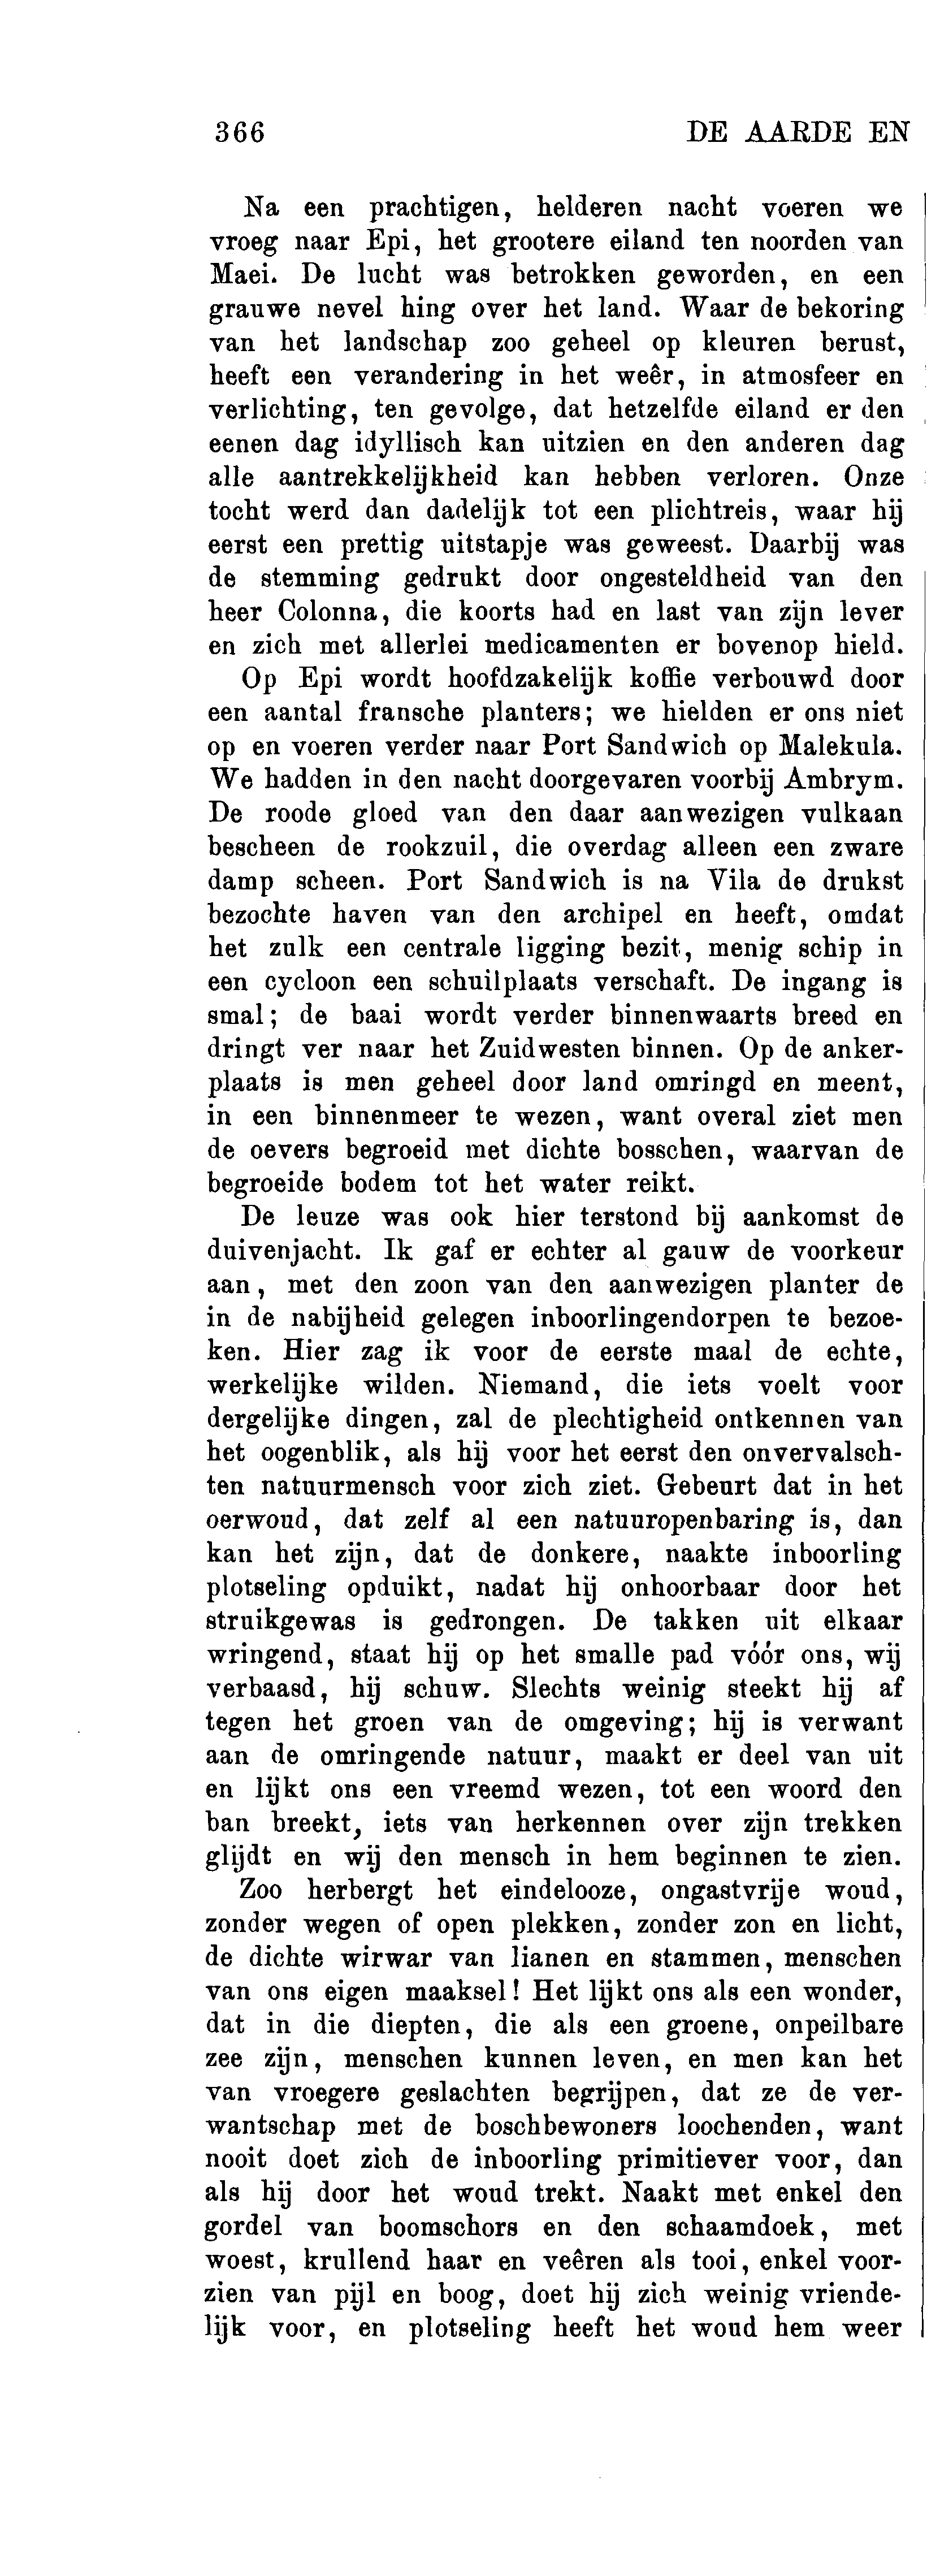 366 DE AARDE EN
Na een prachtigen, helderen nacht voeren we
vroeg naar Epi, het grootere eiland ten noorden van
Maei. De lucht was betrokken geworden, en een
grauwe nevel hing over het land. Waar de bekoring
van het landschap zoo geheel op kleuren berust,
heeft een verandering in het weêr, in atmosfeer en
verlichting, ten gevolge, dat hetzelfde eiland er den
eenen dag idyllisch kan uitzien en den anderen dag
alle aantrekkelijkheid kan hebben verloren. Onze
tocht werd dan dadelijk tot een plichtreis, waar hij
eerst een prettig uitstapje was geweest. Daarbij was
de stemming gedrukt door ongesteldheid van den
heer Colonna, die koorts had en last van zijn lever
en zich met allerlei medicamenten er bovenop hield.
Op Epi wordt hoofdzakelijk koffie verbouwd door
een aantal fransche planters; we hielden er ons niet
op en voeren verder naar Port Sandwich op Malekula.
We hadden in den nacht doorgevaren voorbij Ambrym.
De roode gloed van den daar aanwezigen vulkaan
bescheen de rookzuil, die overdag alleen een zware
damp scheen. Port Sandwich is na Vila de drukst
bezochte haven van den archipel en heeft, omdat
het zulk een centrale ligging bezit, menig schip in
een cycloon een schuilplaats verschaft. De ingang is
smal; de baai wordt verder binnenwaarts breed en
dringt ver naar het Zuidwesten binnen. Op de anker-
plaats is men geheel door land omringd en meent,
in een binnenmeer te wezen, want overal ziet men
de oevers begroeid met dichte bosschen, waarvan de
begroeide bodem tot het water reikt.
De leuze was ook hier terstond bij aankomst de
duivenjacht. Ik gaf er echter al gauw de voorkeur
aan, met den zoon van den aanwezigen planter de
in de nabijheid gelegen inboorlingendorpen te bezoe-
ken. Hier zag ik voor de eerste maal de echte,
werkelijke wilden. Niemand, die iets voelt voor
dergelijke dingen, zal de plechtigheid ontkennen van
het oogenblik, als hij voor het eerst den onvervalsch-
ten natuurmensch voor zich ziet. Gebeurt dat in het
oerwoud, dat zelf al een natuuropenbaring is, dan
kan het zijn, dat de donkere, naakte inboorling
plotseling opduikt, nadat hij onhoorbaar door het
struikgewas is gedrongen. De takken uit elkaar
wringend, staat hij op het smalle pad vóór ons, wij
verbaasd, hij schuw. Slechts weinig steekt hij af
tegen het groen van de omgeving; hij is verwant
aan de omringende natuur, maakt er deel van uit
en lijkt ons een vreemd wezen, tot een woord den
ban breekt, iets van herkennen over zijn trekken
glijdt en wij den mensch in hem beginnen te zien.
Zoo herbergt het eindelooze, ongastvrije woud,
zonder wegen of open plekken, zonder zon en licht,
de dichte wirwar van lianen en stammen, menschen
van ons eigen maaksel! Het lijkt ons als een wonder,
dat in die diepten, die als een groene, onpeilbare
zee zijn, menschen kunnen leven, en men kan het
van vroegere geslachten begrijpen, dat ze de ver-
wantschap met de boschbewoners loochenden, want
nooit doet zich de inboorling primitiever voor, dan
als hij door het woud trekt. Naakt met enkel den
gordel van boomschors en den schaamdoek, met
woest, krullend haar en veêren als tooi, enkel voor-
zien van pijl en boog, doet hij zich weinig vriende-
lijk voor, en plotseling heeft het woud hem weer